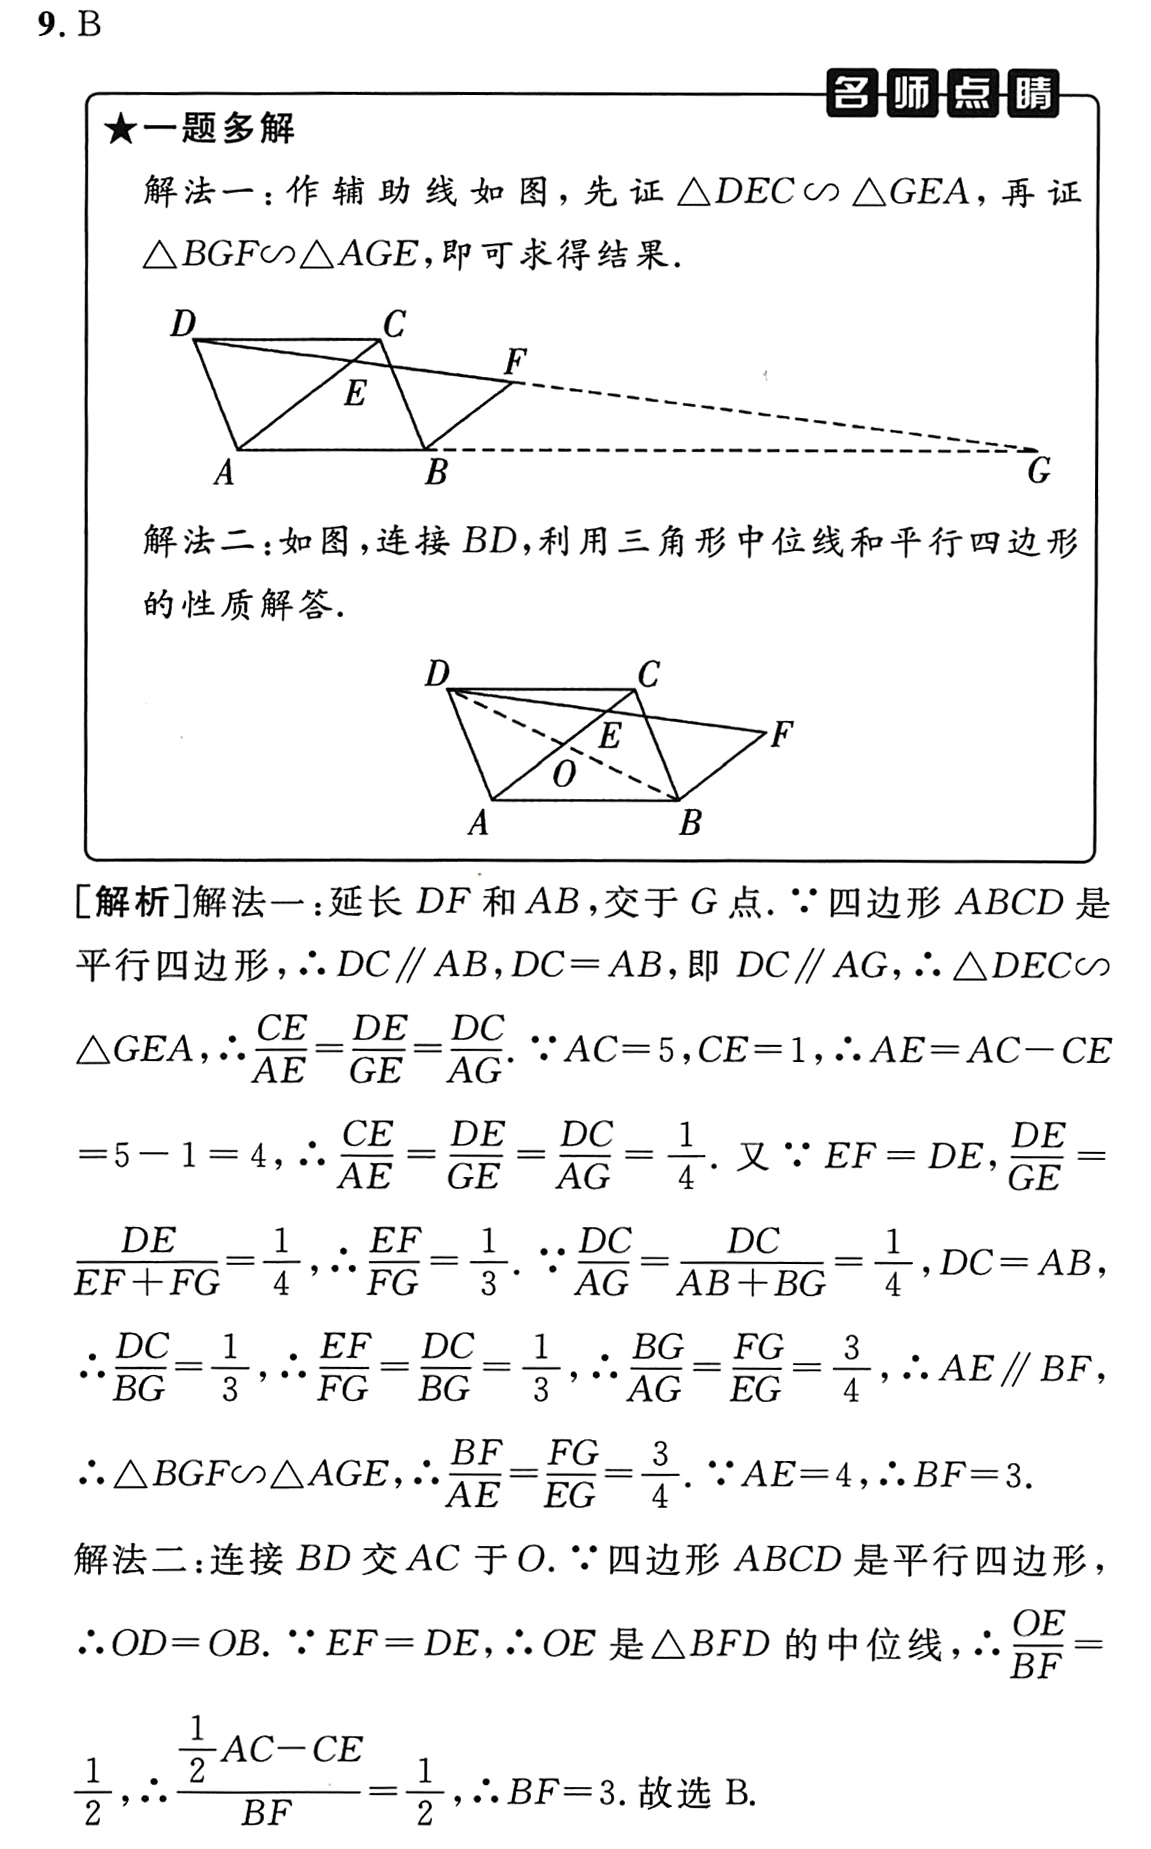 9. B
名师点睛
★一题多解
解法一:作辅助线如图,先证△DEC∽△GEA,再证
△BGF∽△AGE,即可求得结果.
D C F
E
A B G
解法二:如图,连接BD,利用三角形中位线和平行四边形
的性质解答.
D C
E F
O
A B
[解析]解法一:延长DF和AB,交于G点.∵四边形ABCD是
平行四边形,∴DC∥AB,DC=AB,即DC∥AG,∴△DEC∽
△GEA,∴CE/AE=DE/GE=DC/AG.∵AC=5,CE=1,∴AE=AC-CE
=5-1=4,∴CE/AE=DE/GE=DC/AG=1/4.又∵EF=DE,DE/GE=
DE/(EF+FG)=1/4,∴EF/FG=1/3.∵DC/AG=DC/(AB+BG)=1/4,DC=AB,
∴DC/BG=1/3,∴EF/FG=DC/BG=1/3,∴BG/AG=FG/EG=3/4,∴AE∥BF,
∴△BGF∽△AGE,∴BF/AE=FG/EG=3/4.∵AE=4,∴BF=3.
解法二:连接BD交AC于O.∵四边形ABCD是平行四边形,
∴OD=OB.∵EF=DE,∴OE是△BFD的中位线,∴OE/BF=
1/2,∴(1/2AC-CE)/BF=1/2,∴BF=3.故选B.